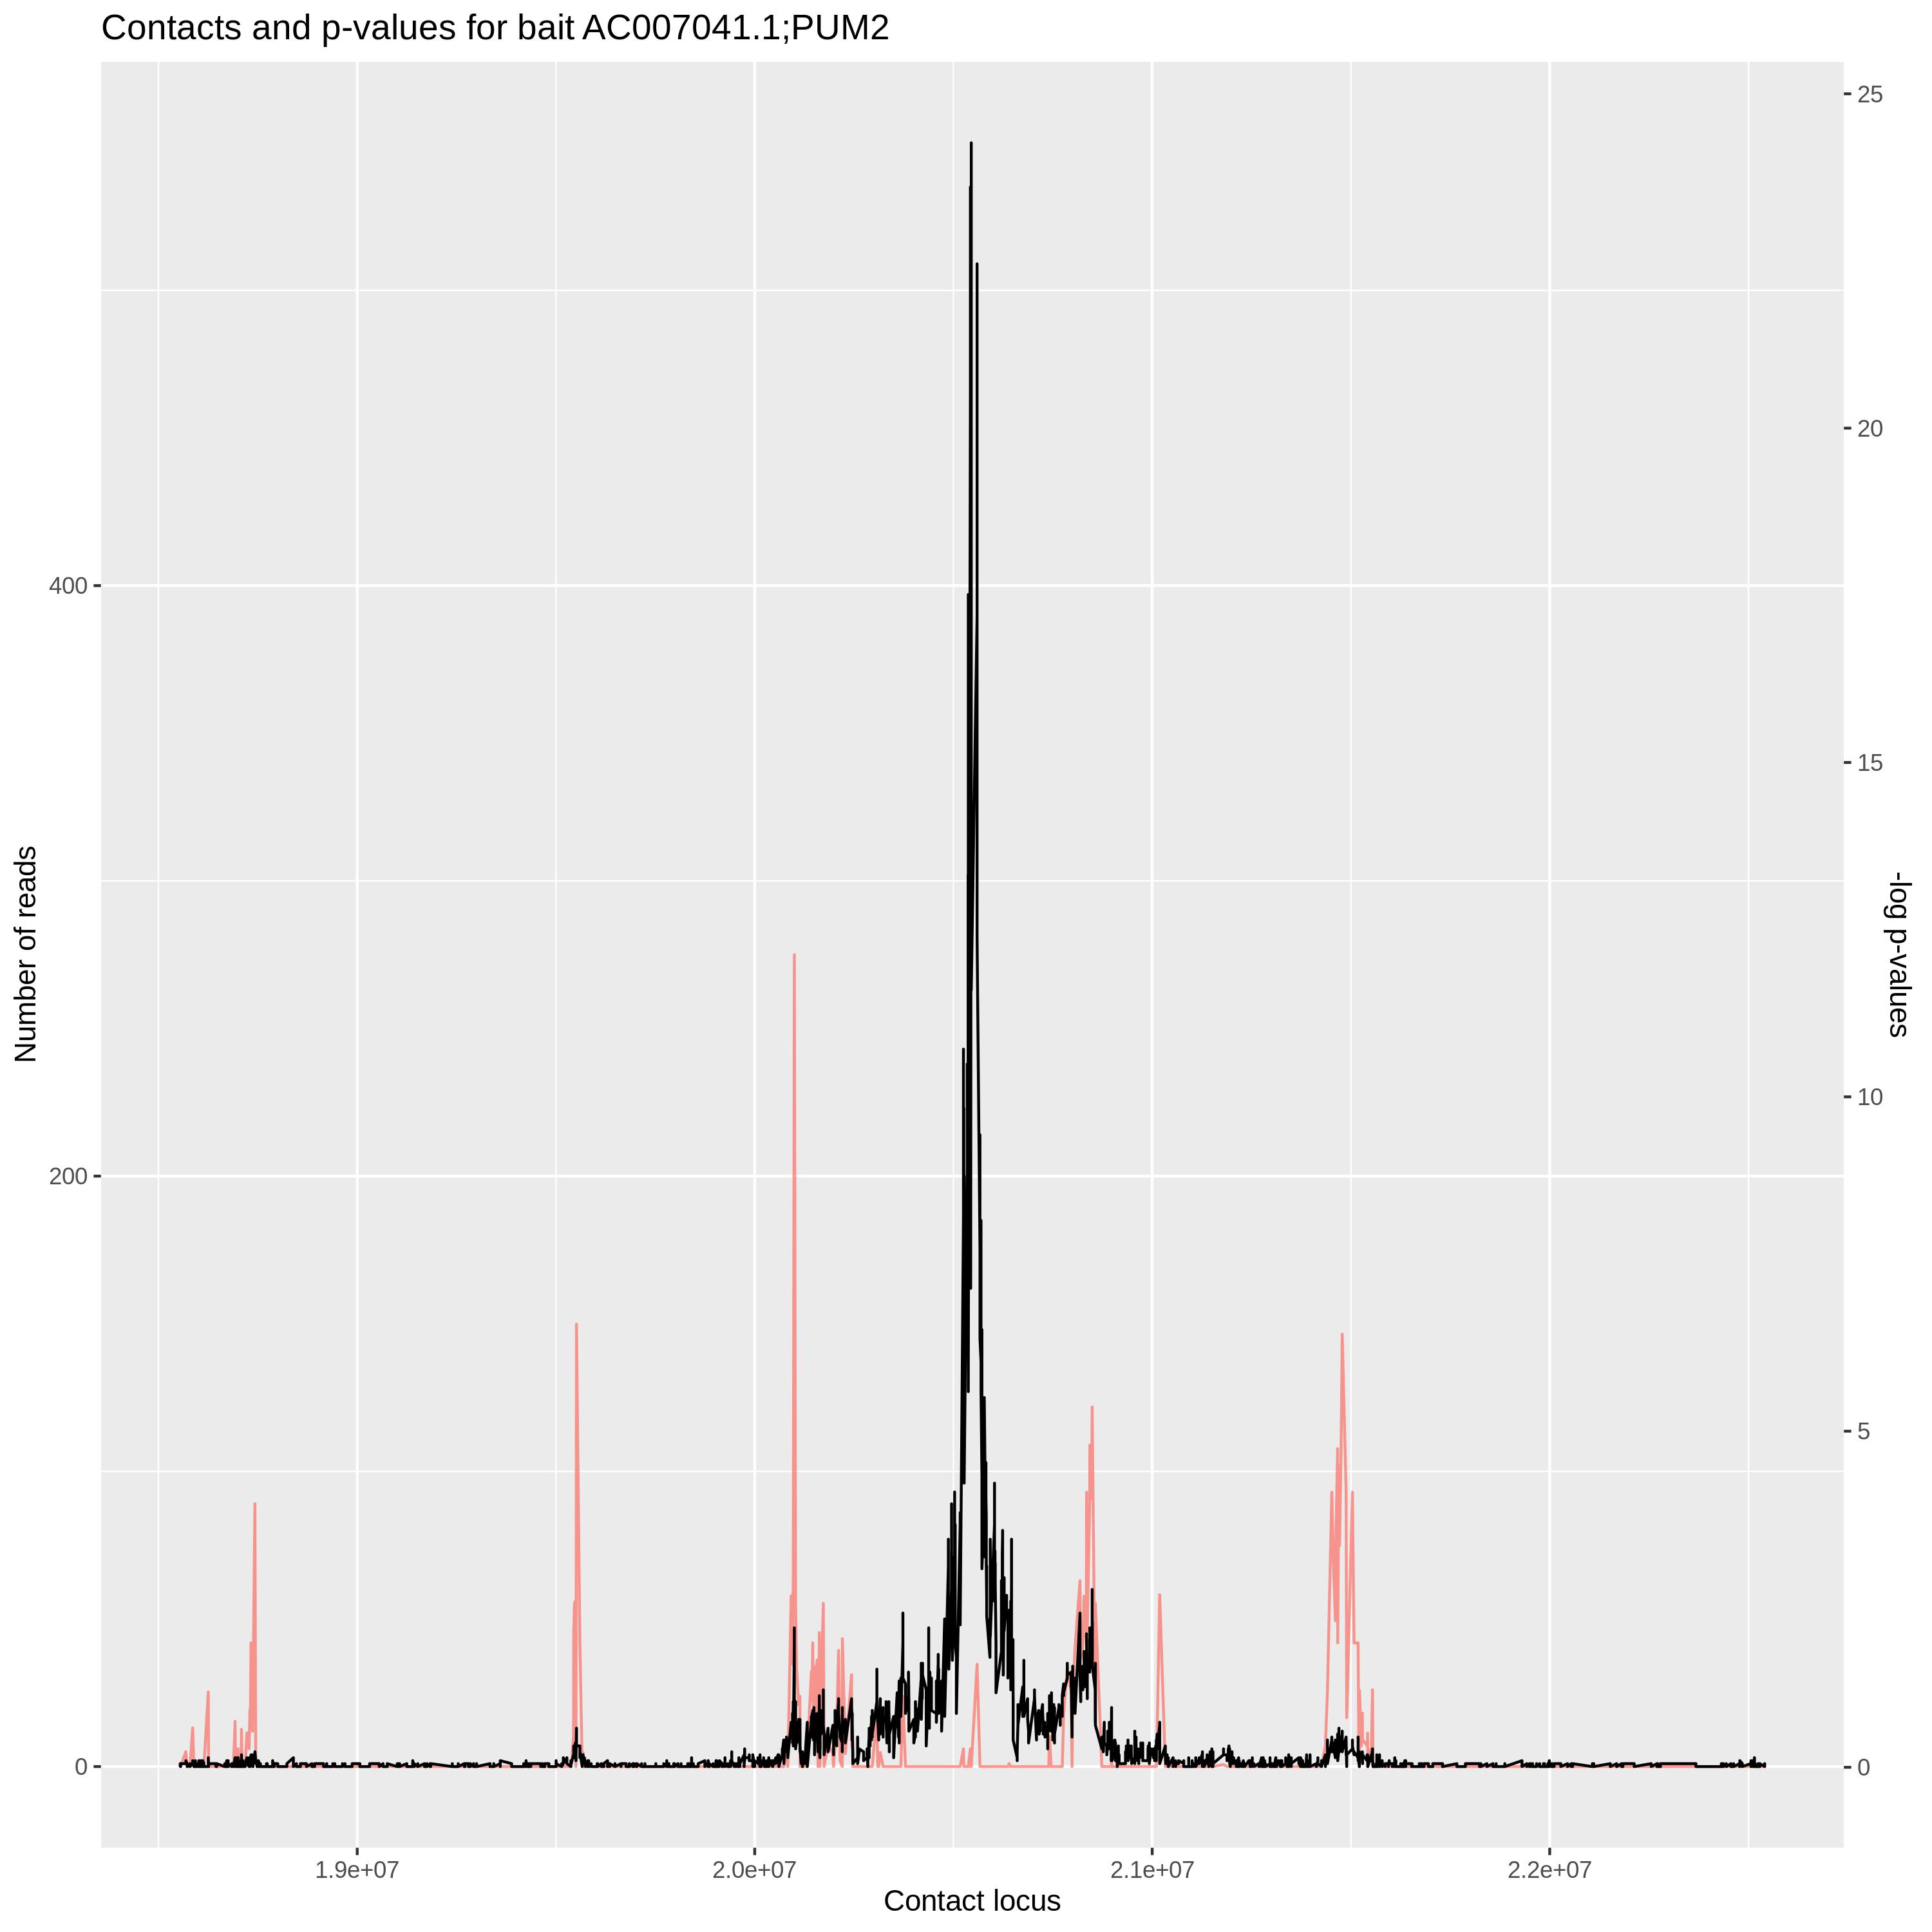 Contacts and p-values for bait AC007041.1;PUM2
Number of reads
400
200
0
25
20
15
10
5
0
-log p-values
1.9e+07
2.0e+07
2.1e+07
2.2e+07
Contact locus